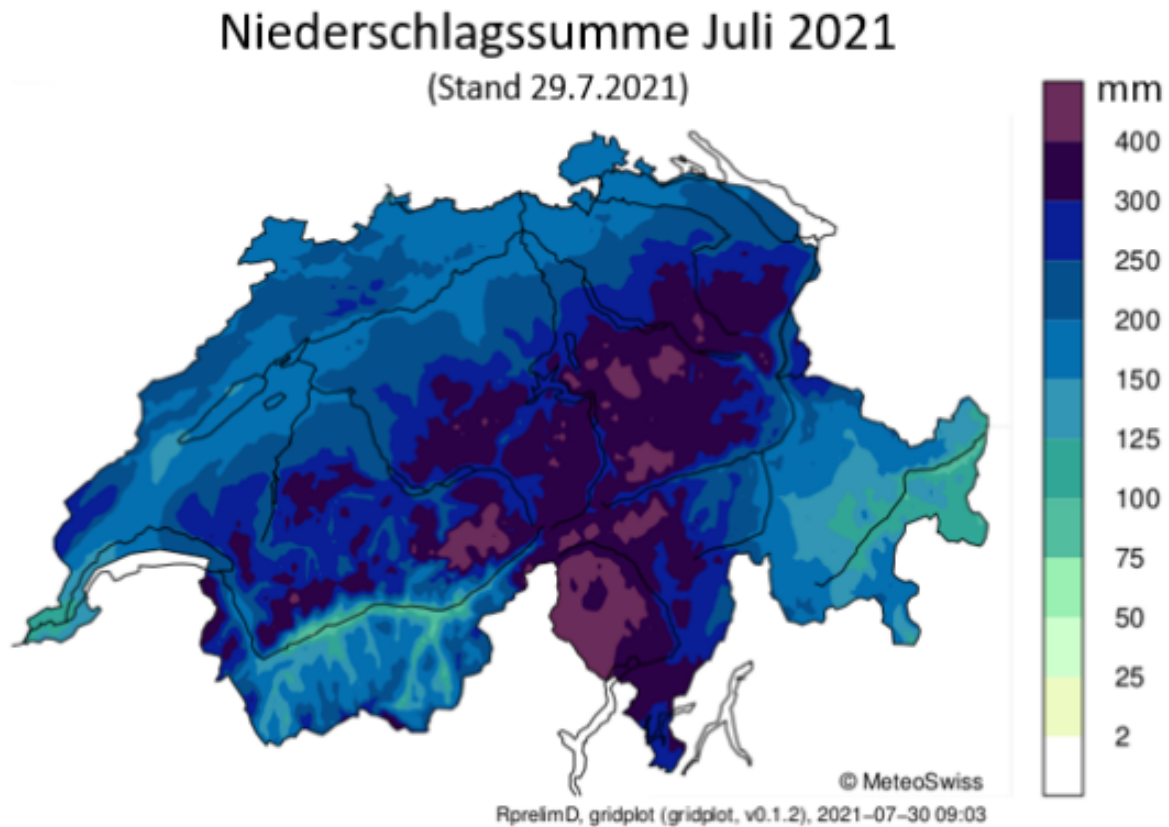 Niederschlagssumme Juli 2021
(Stand 29.7.2021)
mm
400
300
250
200
150
125
100
75
50
25
2
© MeteoSwiss
RprelimD, gridplot (gridplot, v0.1.2), 2021–07–30 09:03